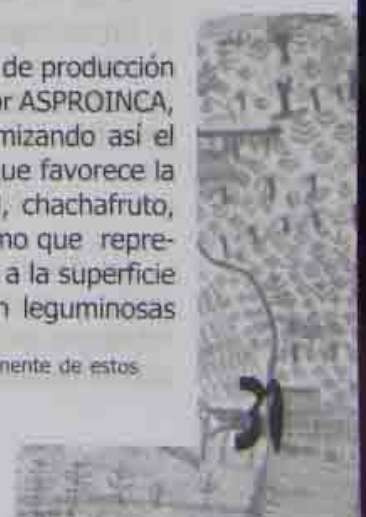 de producción
or ASPROINCA,
mizando así el
ue favorece la
, chachafruto,
mo que repre-
a la superficie
n leguminosas
nente de estos